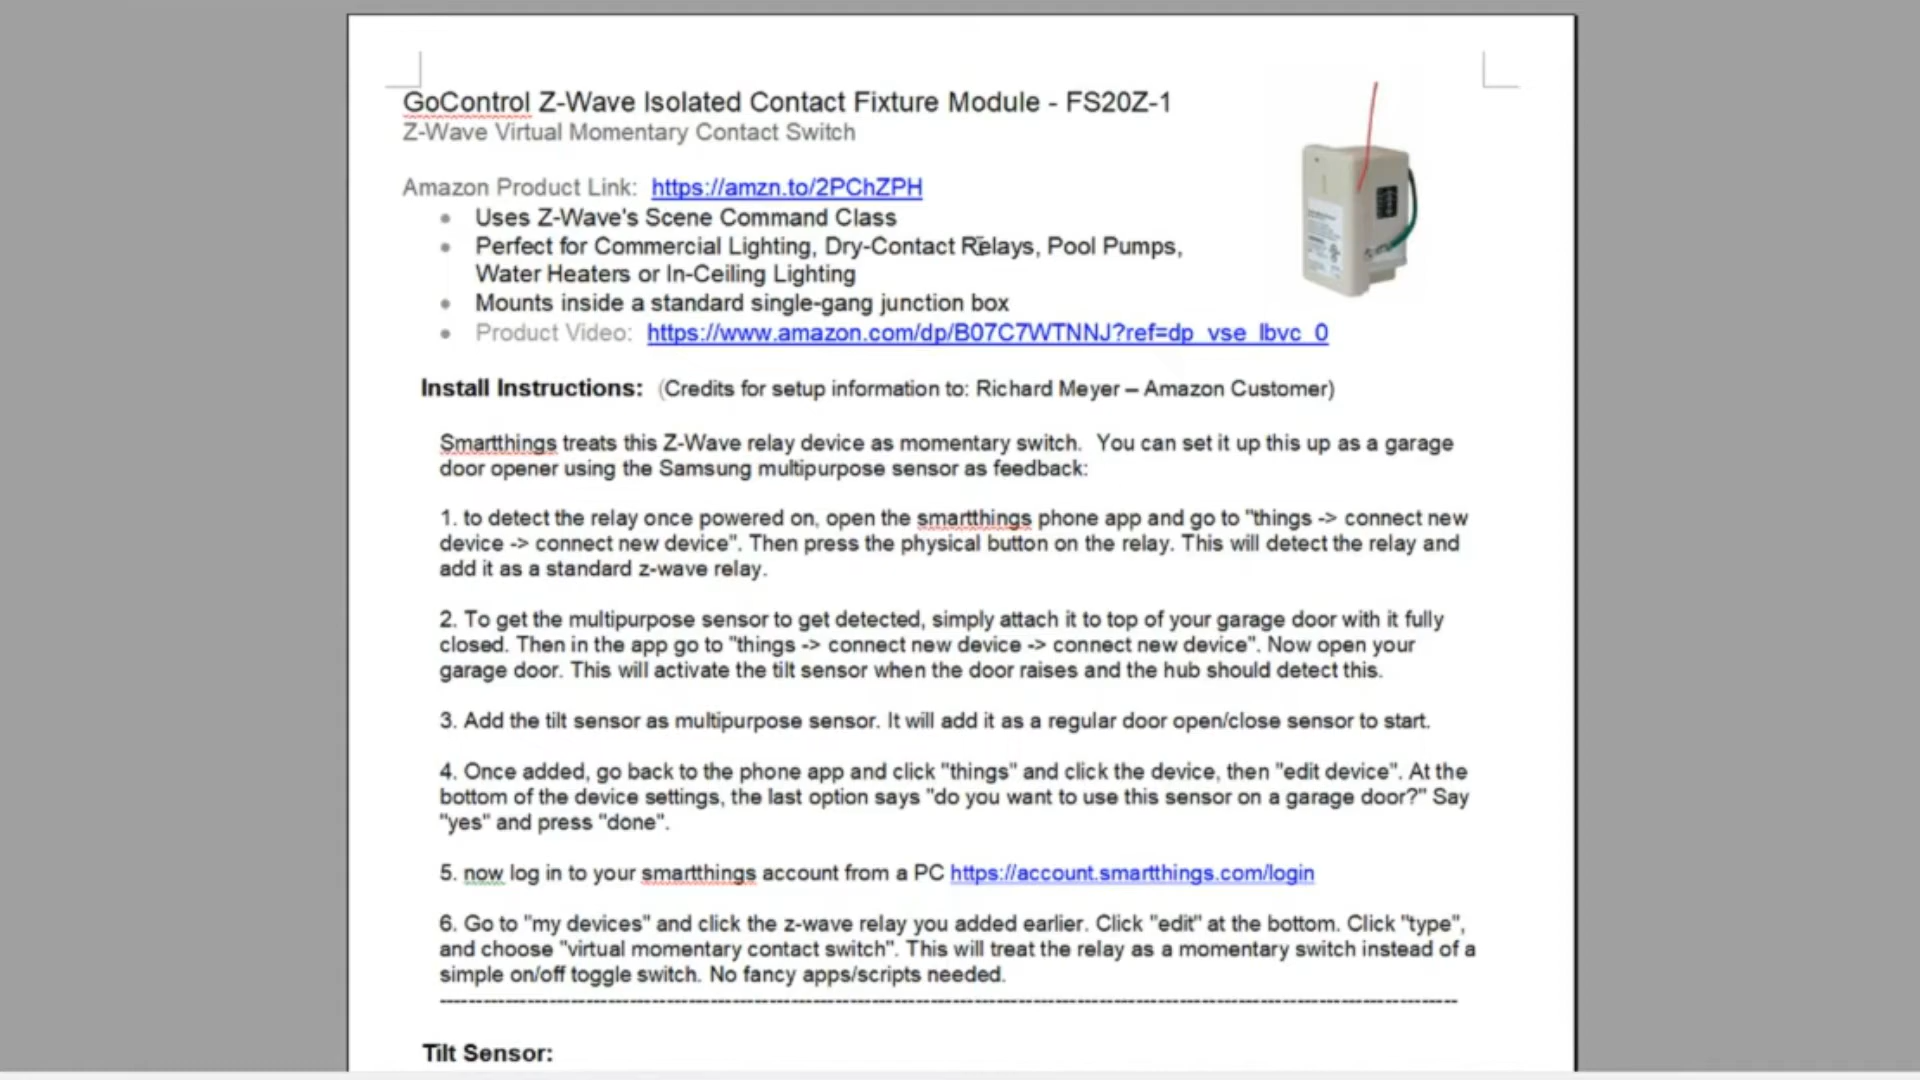 GoControl Z-Wave Isolated Contact Fixture Module - FS20Z-1
Z-Wave Virtual Momentary Contact Switch
Amazon Product Link: https://amzn.to/2PChZPH
Uses Z-Wave's Scene Command Class
Perfect for Commercial Lighting, Dry-Contact Relays, Pool Pumps,
Water Heaters or In-Ceiling Lighting
Mounts inside a standard single-gang junction box
Product Video: https://www.amazon.com/dp/B07C7WTNNJ?ref=dp_vse_lbvc_0
Install Instructions: (Credits for setup information to: Richard Meyer – Amazon Customer)
Smartthings treats this Z-Wave relay device as momentary switch. You can set it up this up as a garage
door opener using the Samsung multipurpose sensor as feedback:
1. to detect the relay once powered on, open the smartthings phone app and go to "things -> connect new
device -> connect new device". Then press the physical button on the relay. This will detect the relay and
add it as a standard z-wave relay.
2. To get the multipurpose sensor to get detected, simply attach it to top of your garage door with it fully
closed. Then in the app go to "things -> connect new device -> connect new device". Now open your
garage door. This will activate the tilt sensor when the door raises and the hub should detect this.
3. Add the tilt sensor as multipurpose sensor. It will add it as a regular door open/close sensor to start.
4. Once added, go back to the phone app and click "things" and click the device, then "edit device". At the
bottom of the device settings, the last option says "do you want to use this sensor on a garage door?" Say
"yes" and press "done".
5. now log in to your smartthings account from a PC https://account.smartthings.com/login
6. Go to "my devices" and click the z-wave relay you added earlier. Click "edit" at the bottom. Click "type",
and choose "virtual momentary contact switch". This will treat the relay as a momentary switch instead of a
simple on/off toggle switch. No fancy apps/scripts needed.
Tilt Sensor: